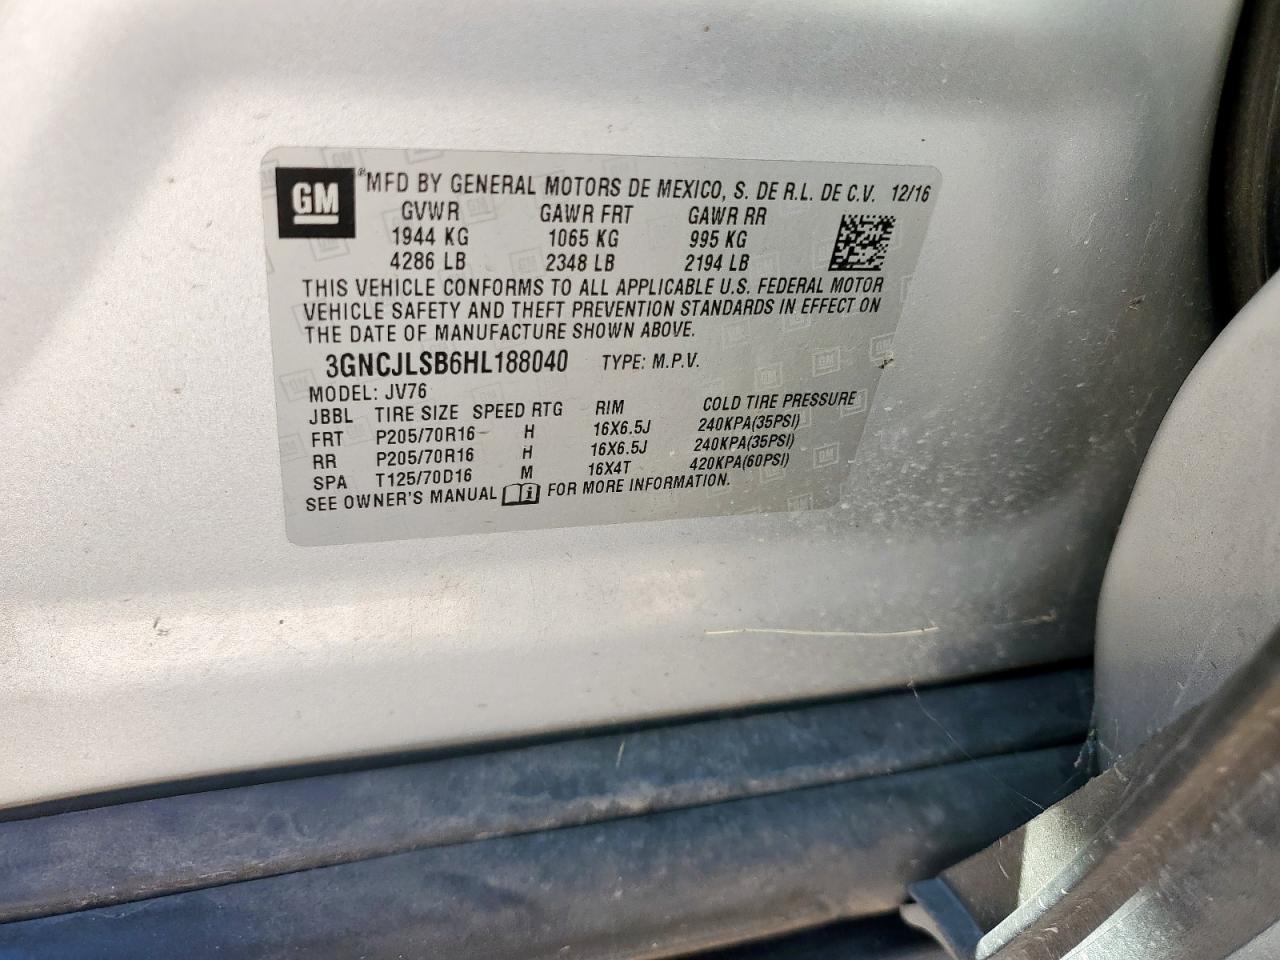 GM ® MFD BY GENERAL MOTORS DE MEXICO, S. DE R.L. DE C.V. 12/16
GVWR GAWR FRT GAWR RR
1944 KG 1065 KG 995 KG
4286 LB 2348 LB 2194 LB
THIS VEHICLE CONFORMS TO ALL APPLICABLE U.S. FEDERAL MOTOR
VEHICLE SAFETY AND THEFT PREVENTION STANDARDS IN EFFECT ON
THE DATE OF MANUFACTURE SHOWN ABOVE.
3GNCJLSB6HL188040 TYPE: M.P.V.
MODEL: JV76
JBBL TIRE SIZE SPEED RTG RIM COLD TIRE PRESSURE
FRT P205/70R16 H 16X6.5J 240KPA(35PSI)
RR P205/70R16 H 16X6.5J 240KPA(35PSI)
SPA T125/70D16 M 16X4T 420KPA(60PSI)
SEE OWNER'S MANUAL i FOR MORE INFORMATION.